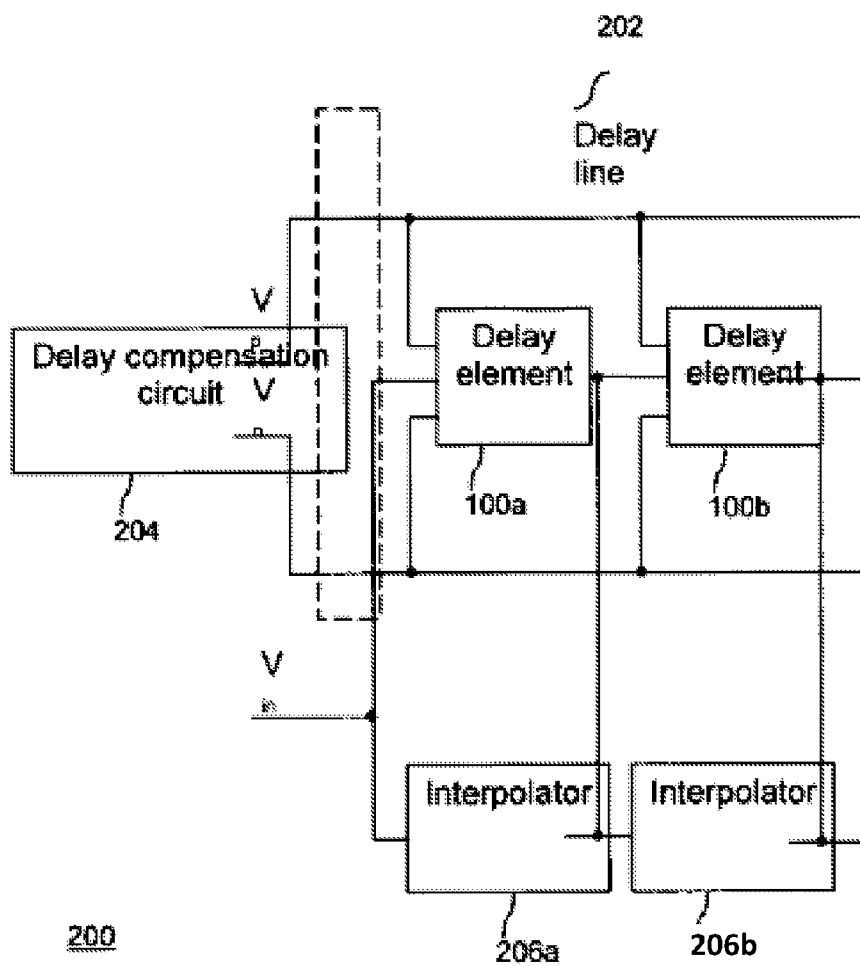 202
Delay
line
V
p
Delay compensation
circuit
V
n
204
Delay
element
100a
Delay
element
100b
V
in
Interpolator
206a
Interpolator
206b
200